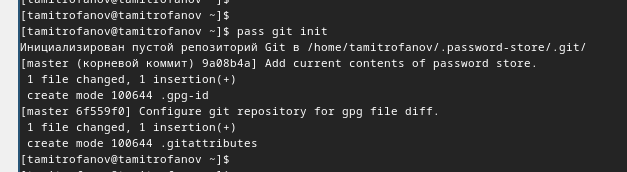 [tamitrofanov@tamitrofanov ~]$
[tamitrofanov@tamitrofanov ~]$
[tamitrofanov@tamitrofanov ~]$ pass git init
Инициализирован пустой репозиторий Git в /home/tamitrofanov/.password-store/.git/
[master (корневой коммит) 9a08b4a] Add current contents of password store.
 1 file changed, 1 insertion(+)
 create mode 100644 .gpg-id
[master 6f559f0] Configure git repository for gpg file diff.
 1 file changed, 1 insertion(+)
 create mode 100644 .gitattributes
[tamitrofanov@tamitrofanov ~]$